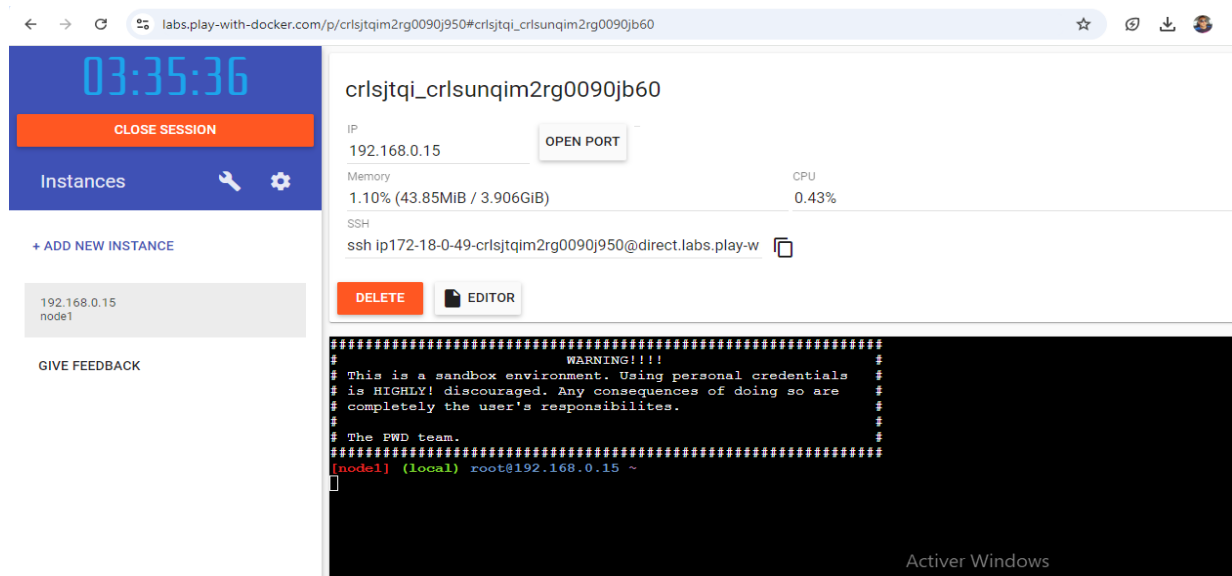 labs.play-with-docker.com/p/crlsjtqim2rg0090j950#crlsjtqi_crlsunqim2rg0090jb60
03:35:36
CLOSE SESSION
Instances
+ ADD NEW INSTANCE
192.168.0.15
node1
GIVE FEEDBACK
crlsjtqi_crlsunqim2rg0090jb60
IP
192.168.0.15
OPEN PORT
Memory
1.10% (43.85MiB / 3.906GiB)
CPU
0.43%
SSH
ssh ip172-18-0-49-crlsjtqim2rg0090j950@direct.labs.play-w
DELETE
EDITOR
###############################################################
# WARNING!!!! #
# This is a sandbox environment. Using personal credentials #
# is HIGHLY! discouraged. Any consequences of doing so are #
# completely the user's responsibilites. #
# #
# The PWD team. #
###############################################################
[node1] (local) root@192.168.0.15 ~
Activer Windows